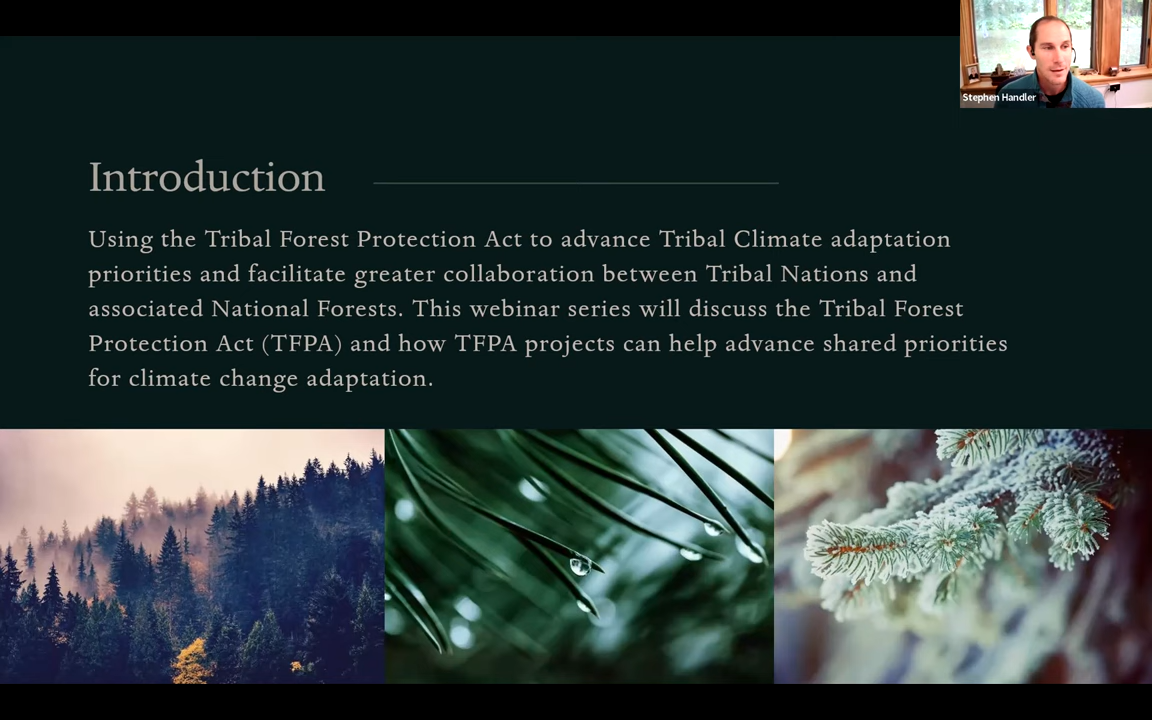 Stephen Handler
Introduction
Using the Tribal Forest Protection Act to advance Tribal Climate adaptation
priorities and facilitate greater collaboration between Tribal Nations and
associated National Forests. This webinar series will discuss the Tribal Forest
Protection Act (TFPA) and how TFPA projects can help advance shared priorities
for climate change adaptation.